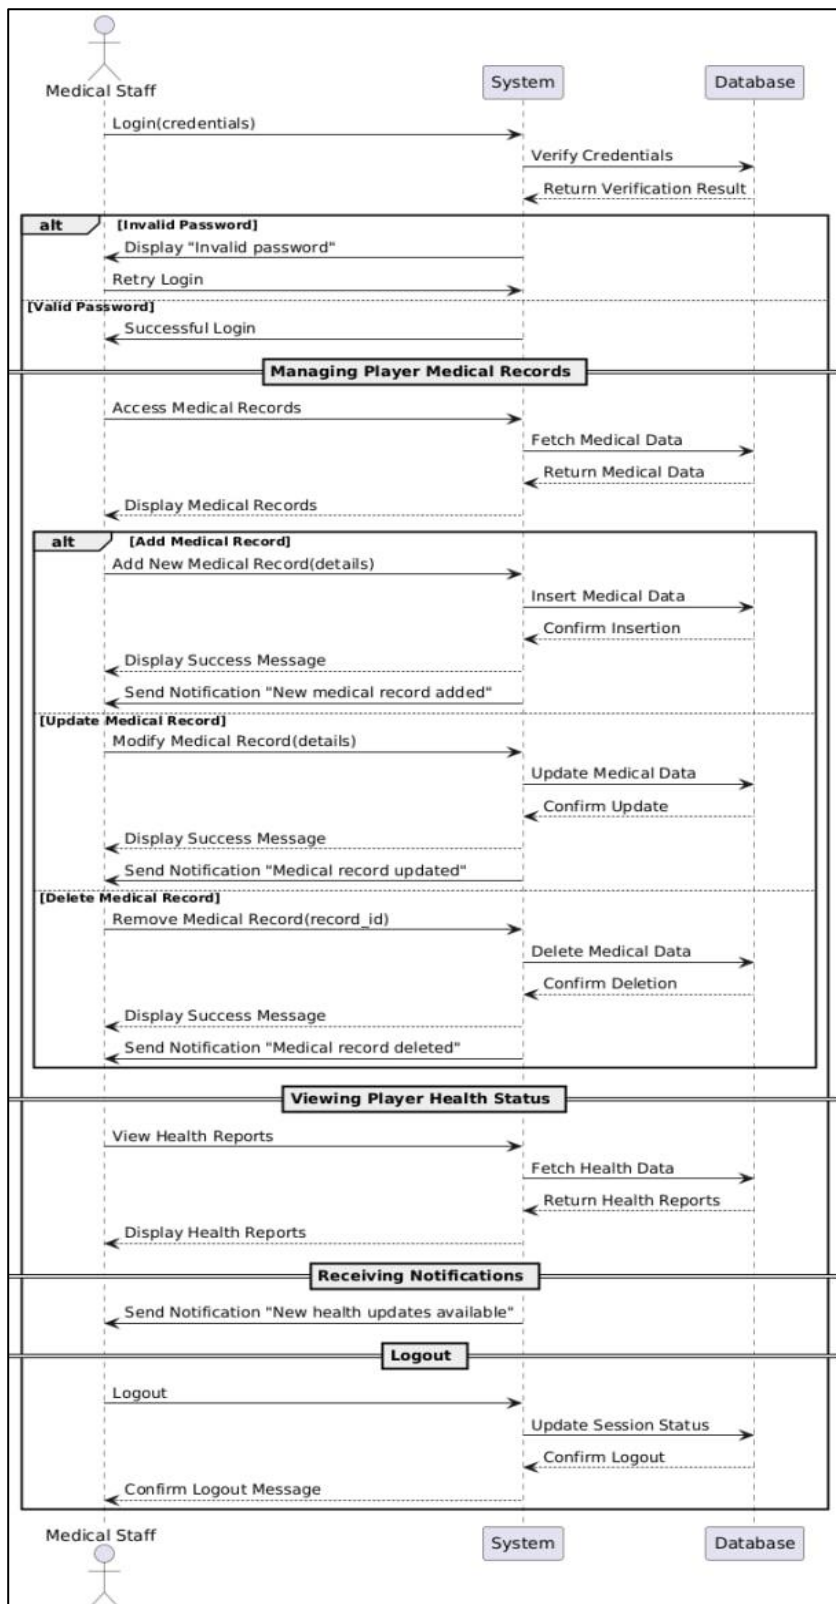 Medical Staff
System
Database
Login(credentials)
Verify Credentials
Return Verification Result
alt
[Invalid Password]
Display "Invalid password"
Retry Login
[Valid Password]
Successful Login
Managing Player Medical Records
Access Medical Records
Fetch Medical Data
Return Medical Data
Display Medical Records
alt
[Add Medical Record]
Add New Medical Record(details)
Insert Medical Data
Confirm Insertion
Display Success Message
Send Notification "New medical record added"
[Update Medical Record]
Modify Medical Record(details)
Update Medical Data
Confirm Update
Display Success Message
Send Notification "Medical record updated"
[Delete Medical Record]
Remove Medical Record(record_id)
Delete Medical Data
Confirm Deletion
Display Success Message
Send Notification "Medical record deleted"
Viewing Player Health Status
View Health Reports
Fetch Health Data
Return Health Reports
Display Health Reports
Receiving Notifications
Send Notification "New health updates available"
Logout
Logout
Update Session Status
Confirm Logout
Confirm Logout Message
Medical Staff
System
Database